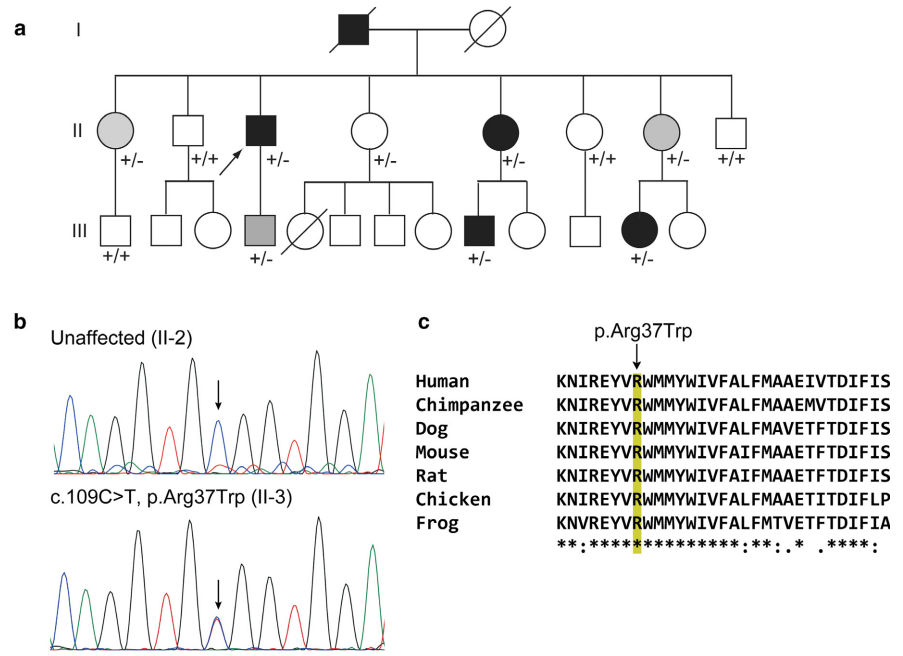 a
I
II
+/-
+/+
+/-
+/-
+/-
+/+
+/-
+/+
III
+/+
+/-
+/-
+/-
b
Unaffected (II-2)
c.109C>T, p.Arg37Trp (II-3)
c
p.Arg37Trp
Human KNIREYVRWMMYWIVFALFMAAEIVTDIFIS
Chimpanzee KNIREYVRWMMYWIVFALFMAAEMVTDIFIS
Dog KNIREYVRWMMYWIVFALFMAVETFTDIFIS
Mouse KNIREYVRWMMYWIVFAIFMAAETFTDIFIS
Rat KNIREYVRWMMYWIVFAIFMAAETFTDIFIS
Chicken KNIREYVRWMMYWIVFALFMAAETITDIFLP
Frog KNVREYVRWMMYWIVFALFMTVETFTDIFIA
**:**************:**:.* .****: